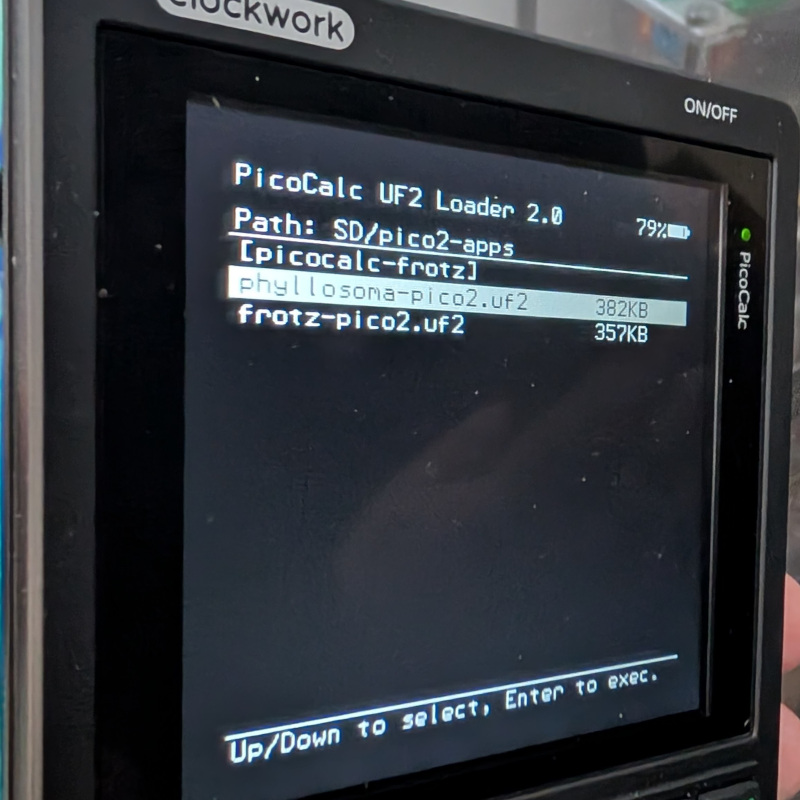 clockwork
ON/OFF
PicoCalc UF2 Loader 2.0
79%
Path: SD/pico2-apps
[picocalc-frotz]
phyllosoma-pico2.uf2 382KB
frotz-pico2.uf2 357KB
PicoCalc
Up/Down to select, Enter to exec.